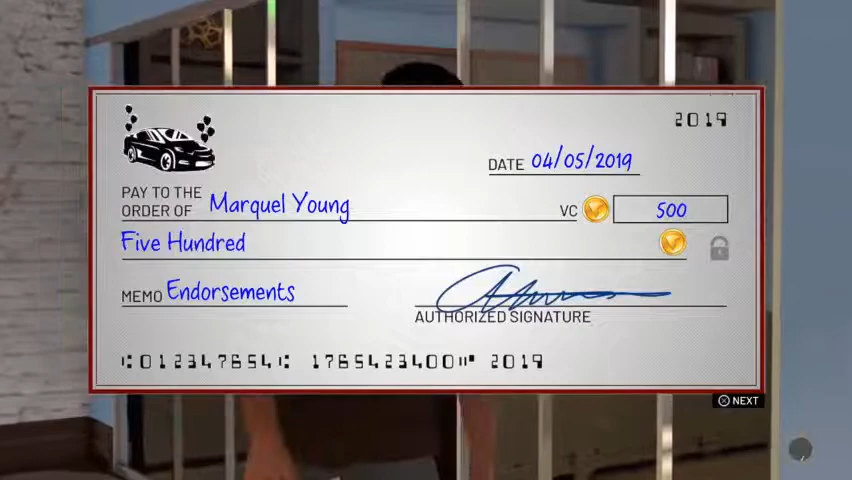 2019
DATE 04/05/2019
PAY TO THE
ORDER OF Marquel Young VC 500
Five Hundred
MEMO Endorsements
AUTHORIZED SIGNATURE
⑆012347654⑆ 1765423400⑈ 2019
NEXT